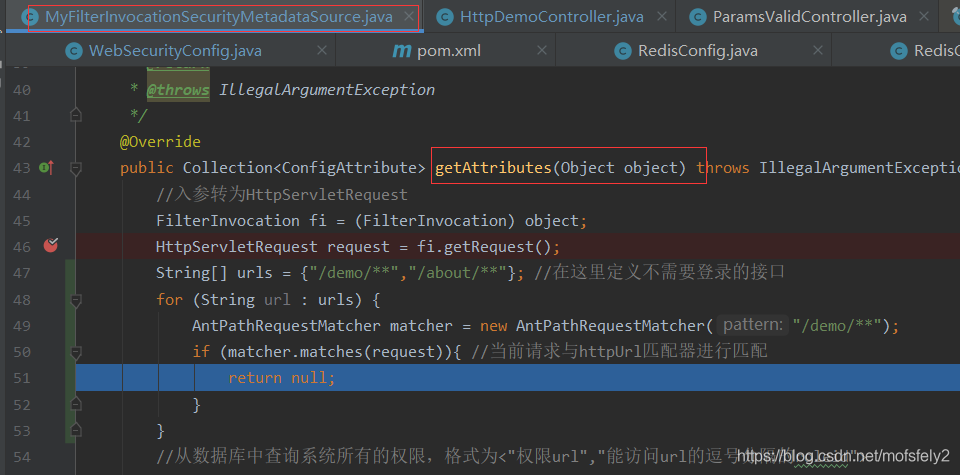 MyFilterInvocationSecurityMetadataSource.java HttpDemoController.java ParamsValidController.java
WebSecurityConfig.java pom.xml RedisConfig.java RedisCo
40 * @throws IllegalArgumentException
41 */
42 @Override
43 public Collection<ConfigAttribute> getAttributes(Object object) throws IllegalArgumentException
44 //入参转为HttpServletRequest
45 FilterInvocation fi = (FilterInvocation) object;
46 HttpServletRequest request = fi.getRequest();
47 String[] urls = {"/demo/**","/about/**"}; //在这里定义不需要登录的接口
48 for (String url : urls) {
49 AntPathRequestMatcher matcher = new AntPathRequestMatcher( pattern: "/demo/**");
50 if (matcher.matches(request)){ //当前请求与httpUrl匹配器进行匹配
51 return null;
52 }
53 }
54 //从数据库中查询系统所有的权限，格式为<"权限url","能访问url的逗号
https://blog.csdn.net/mofsfely2